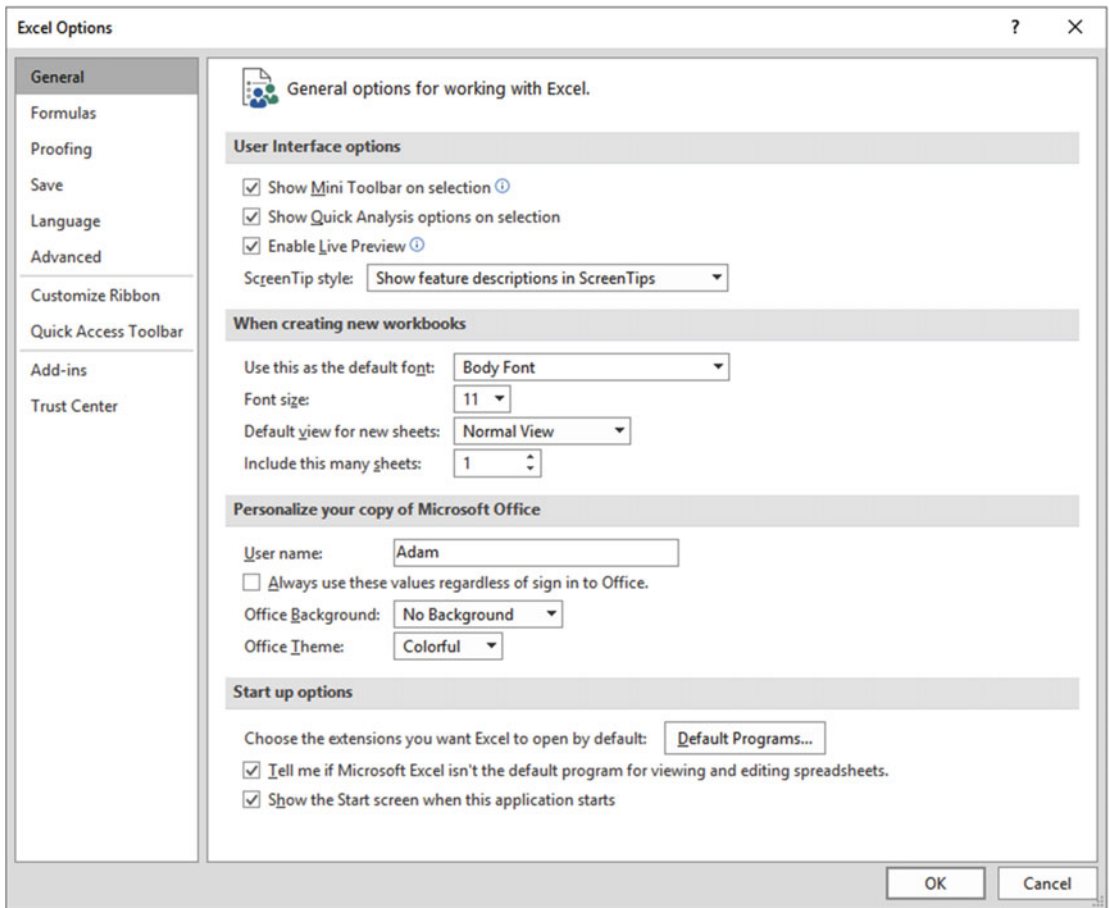 Excel Options
?
General
Formulas
Proofing
Save
Language
Advanced
Customize Ribbon
Quick Access Toolbar
Add-ins
Trust Center
General options for working with Excel.
User Interface options
Show Mini Toolbar on selection
Show Quick Analysis options on selection
Enable Live Preview
ScreenTip style: Show feature descriptions in ScreenTips
When creating new workbooks
Use this as the default font: Body Font
Font size: 11
Default view for new sheets: Normal View
Include this many sheets: 1
Personalize your copy of Microsoft Office
User name: Adam
Always use these values regardless of sign in to Office.
Office Background: No Background
Office Theme: Colorful
Start up options
Choose the extensions you want Excel to open by default: Default Programs...
Tell me if Microsoft Excel isn't the default program for viewing and editing spreadsheets.
Show the Start screen when this application starts
OK Cancel